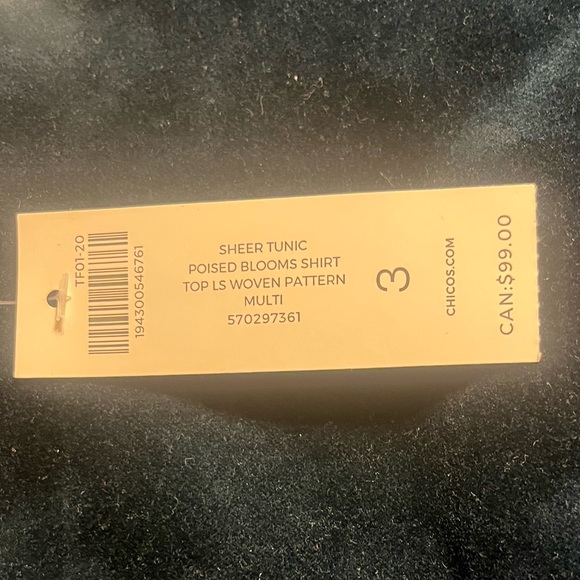 TF01-20
194300546761
SHEER TUNIC
POISED BLOOMS SHIRT
TOP LS WOVEN PATTERN
MULTI
570297361
3
CHICOS.COM
CAN:$99.00